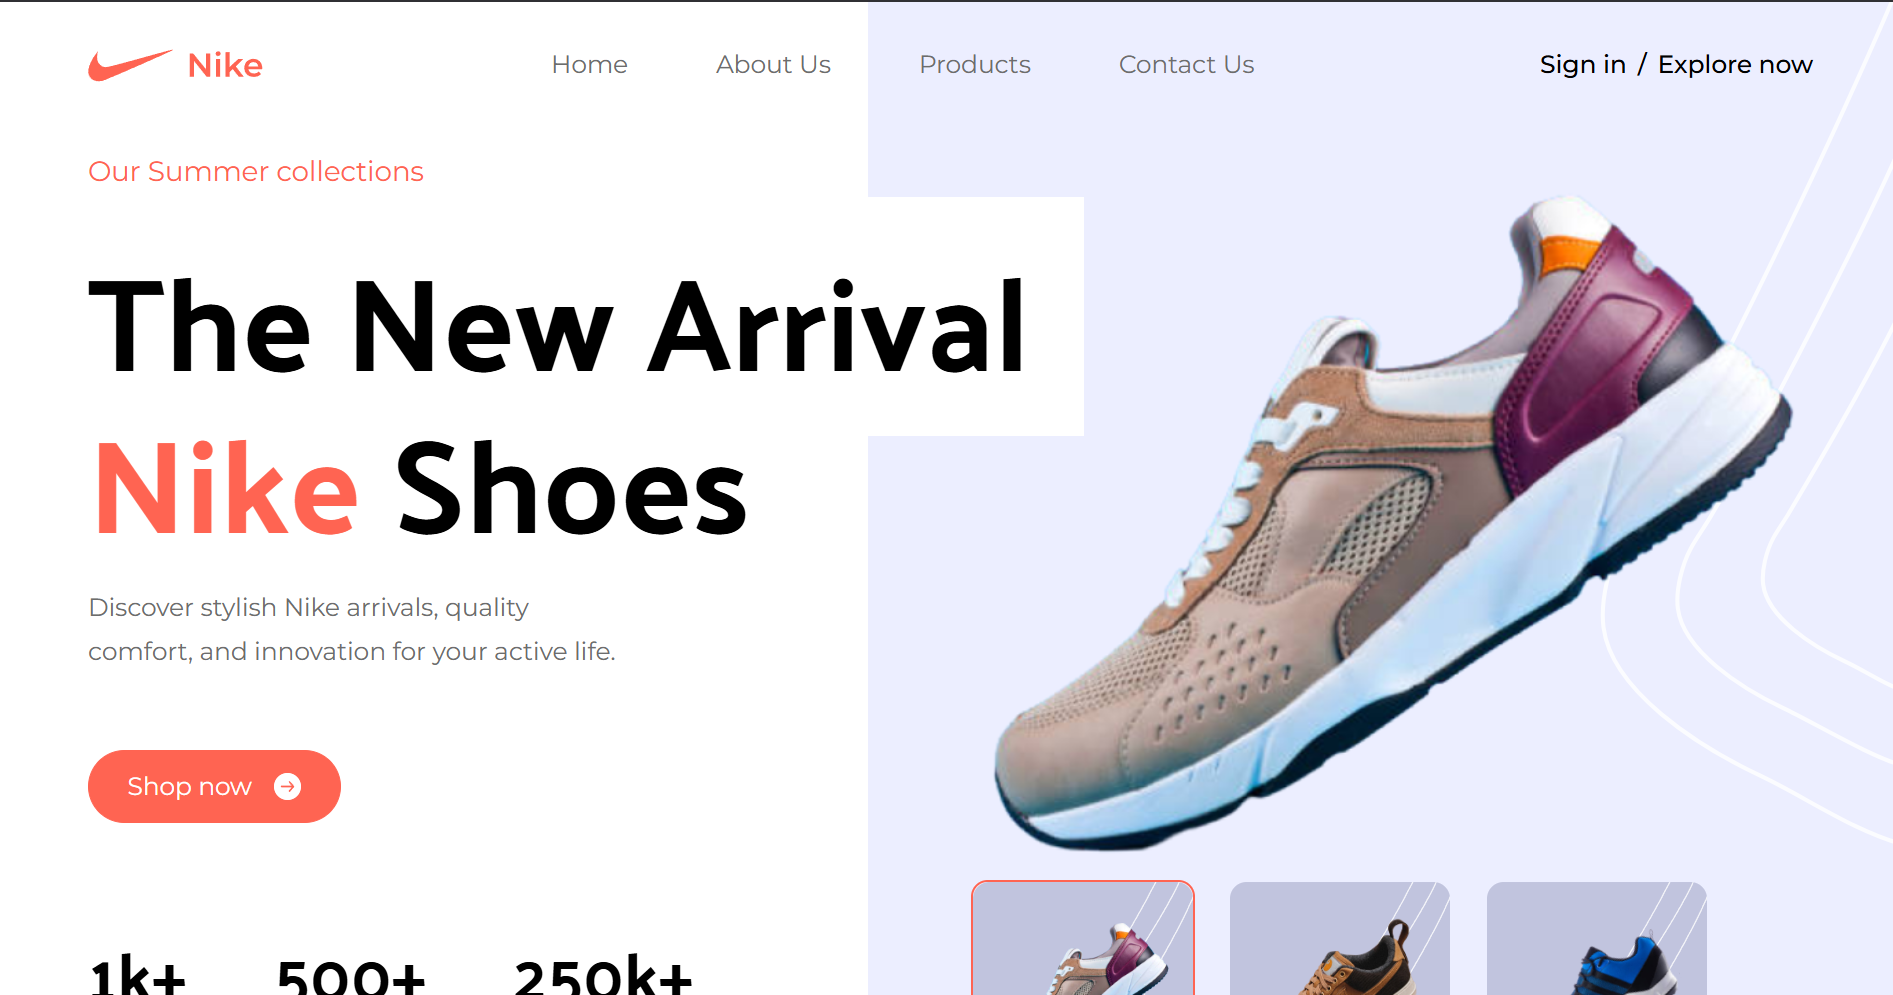 Nike
Home About Us Products Contact Us Sign in / Explore now
Our Summer collections
The New Arrival
Nike Shoes
Discover stylish Nike arrivals, quality
comfort, and innovation for your active life.
Shop now
1k+ 500+ 250k+